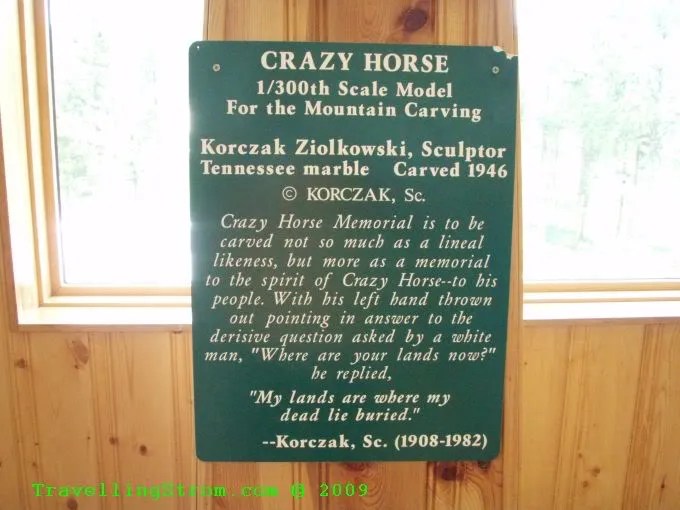 CRAZY HORSE
1/300th Scale Model
For the Mountain Carving
Korczak Ziolkowski, Sculptor
Tennessee marble Carved 1946
© KORCZAK, Sc.
Crazy Horse Memorial is to be
carved not so much as a lineal
likeness, but more as a memorial
to the spirit of Crazy Horse--to his
people. With his left hand thrown
out pointing in answer to the
derisive question asked by a white
man, "Where are your lands now?"
he replied,
"My lands are where my
dead lie buried."
--Korczak, Sc. (1908-1982)
TravellingStrom.com @ 2009